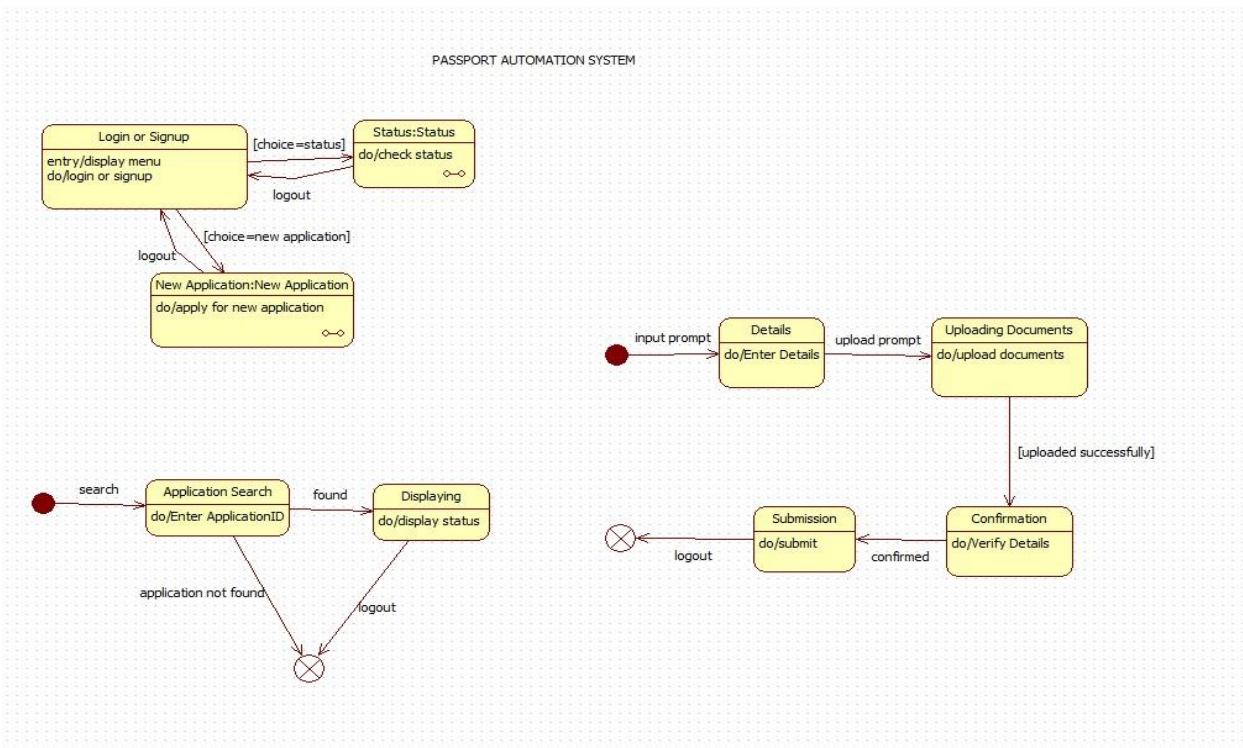 PASSPORT AUTOMATION SYSTEM
Login or Signup
entry/display menu
do/login or signup
[choice=status]
Status:Status
do/check status
logout
[choice=new application]
logout
New Application:New Application
do/apply for new application
input prompt
Details
do/Enter Details
upload prompt
Uploading Documents
do/upload documents
[uploaded successfully]
Confirmation
do/Verify Details
confirmed
Submission
do/submit
logout
search
Application Search
do/Enter ApplicationID
found
Displaying
do/display status
application not found
logout